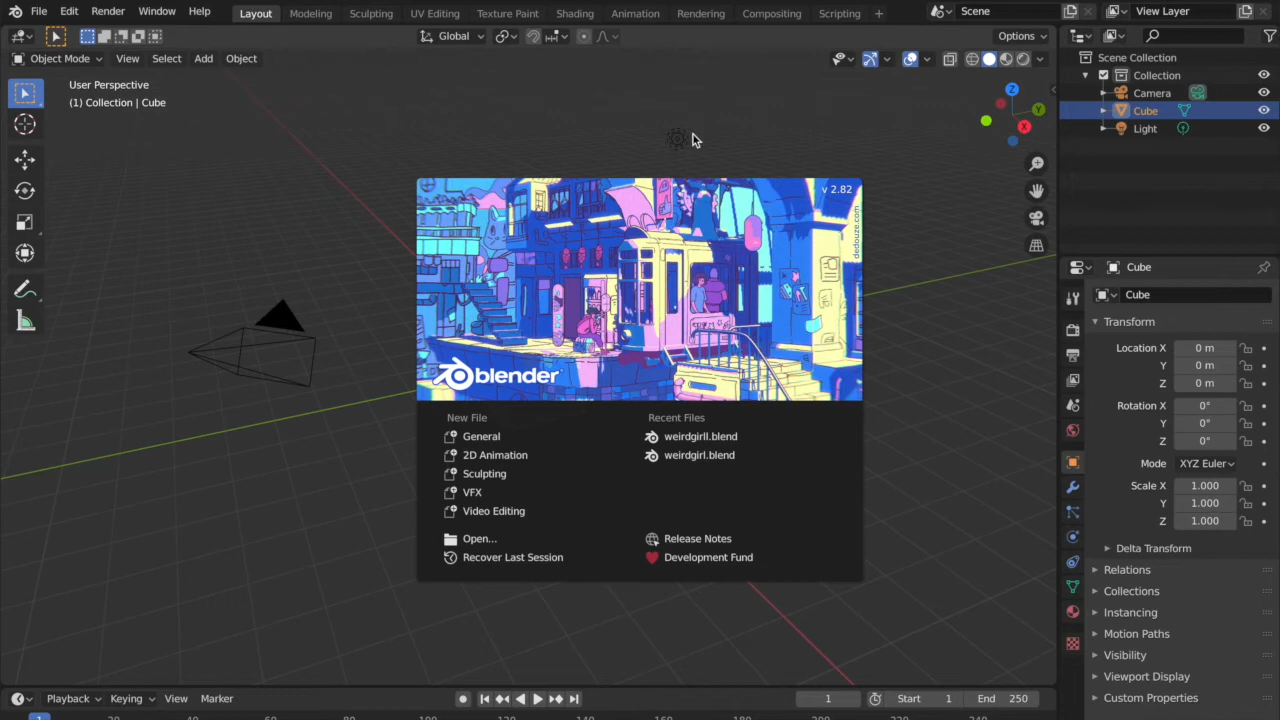 File Edit Render Window Help Layout Modeling Sculpting UV Editing Texture Paint Shading Animation Rendering Compositing Scripting + Scene View Layer
Global Options
Object Mode View Select Add Object
User Perspective
(1) Collection | Cube
Z
Y
X
Scene Collection
Collection
Camera
Cube
Light
v 2.82
dedouze.com
blender
New File
General
2D Animation
Sculpting
VFX
Video Editing
Open...
Recover Last Session
Recent Files
weirdgirll.blend
weirdgirl.blend
Release Notes
Development Fund
Cube
Cube
Transform
Location X 0 m
Y 0 m
Z 0 m
Rotation X 0°
Y 0°
Z 0°
Mode XYZ Euler
Scale X 1.000
Y 1.000
Z 1.000
Delta Transform
Relations
Collections
Instancing
Motion Paths
Visibility
Viewport Display
Custom Properties
Playback Keying View Marker 1 Start 1 End 250
1